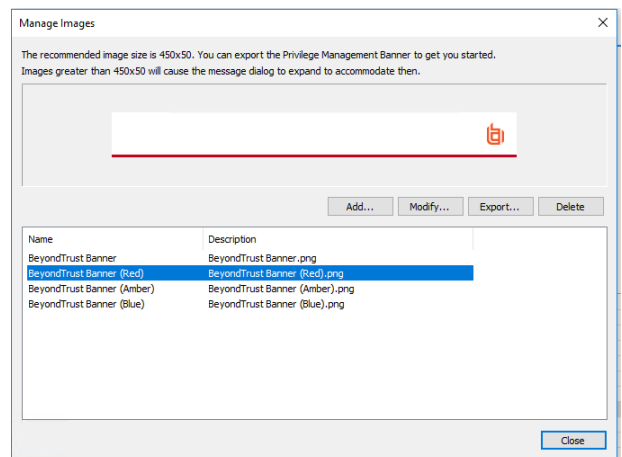 Manage Images
The recommended image size is 450x50. You can export the Privilege Management Banner to get you started.
Images greater than 450x50 will cause the message dialog to expand to accommodate then.
Add... Modify... Export... Delete
Name Description
BeyondTrust Banner BeyondTrust Banner.png
BeyondTrust Banner (Red) BeyondTrust Banner (Red).png
BeyondTrust Banner (Amber) BeyondTrust Banner (Amber).png
BeyondTrust Banner (Blue) BeyondTrust Banner (Blue).png
Close